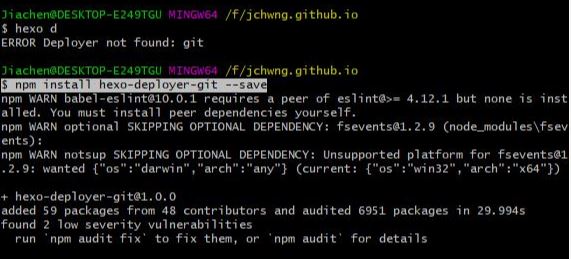 Jiachen@DESKTOP-E249TGU MINGW64 /f/jchwng.github.io
$ hexo d
ERROR Deployer not found: git
Jiachen@DESKTOP-E249TGU MINGW64 /f/jchwng.github.io
$ npm install hexo-deployer-git --save
npm WARN babel-eslint@10.0.1 requires a peer of eslint@>= 4.12.1 but none is inst
alled. You must install peer dependencies yourself.
npm WARN optional SKIPPING OPTIONAL DEPENDENCY: fsevents@1.2.9 (node_modules\fsev
ents):
npm WARN notsup SKIPPING OPTIONAL DEPENDENCY: Unsupported platform for fsevents@1
.2.9: wanted {"os":"darwin","arch":"any"} (current: {"os":"win32","arch":"x64"})
+ hexo-deployer-git@1.0.0
added 59 packages from 48 contributors and audited 6951 packages in 29.994s
found 2 low severity vulnerabilities
  run `npm audit fix` to fix them, or `npm audit` for details